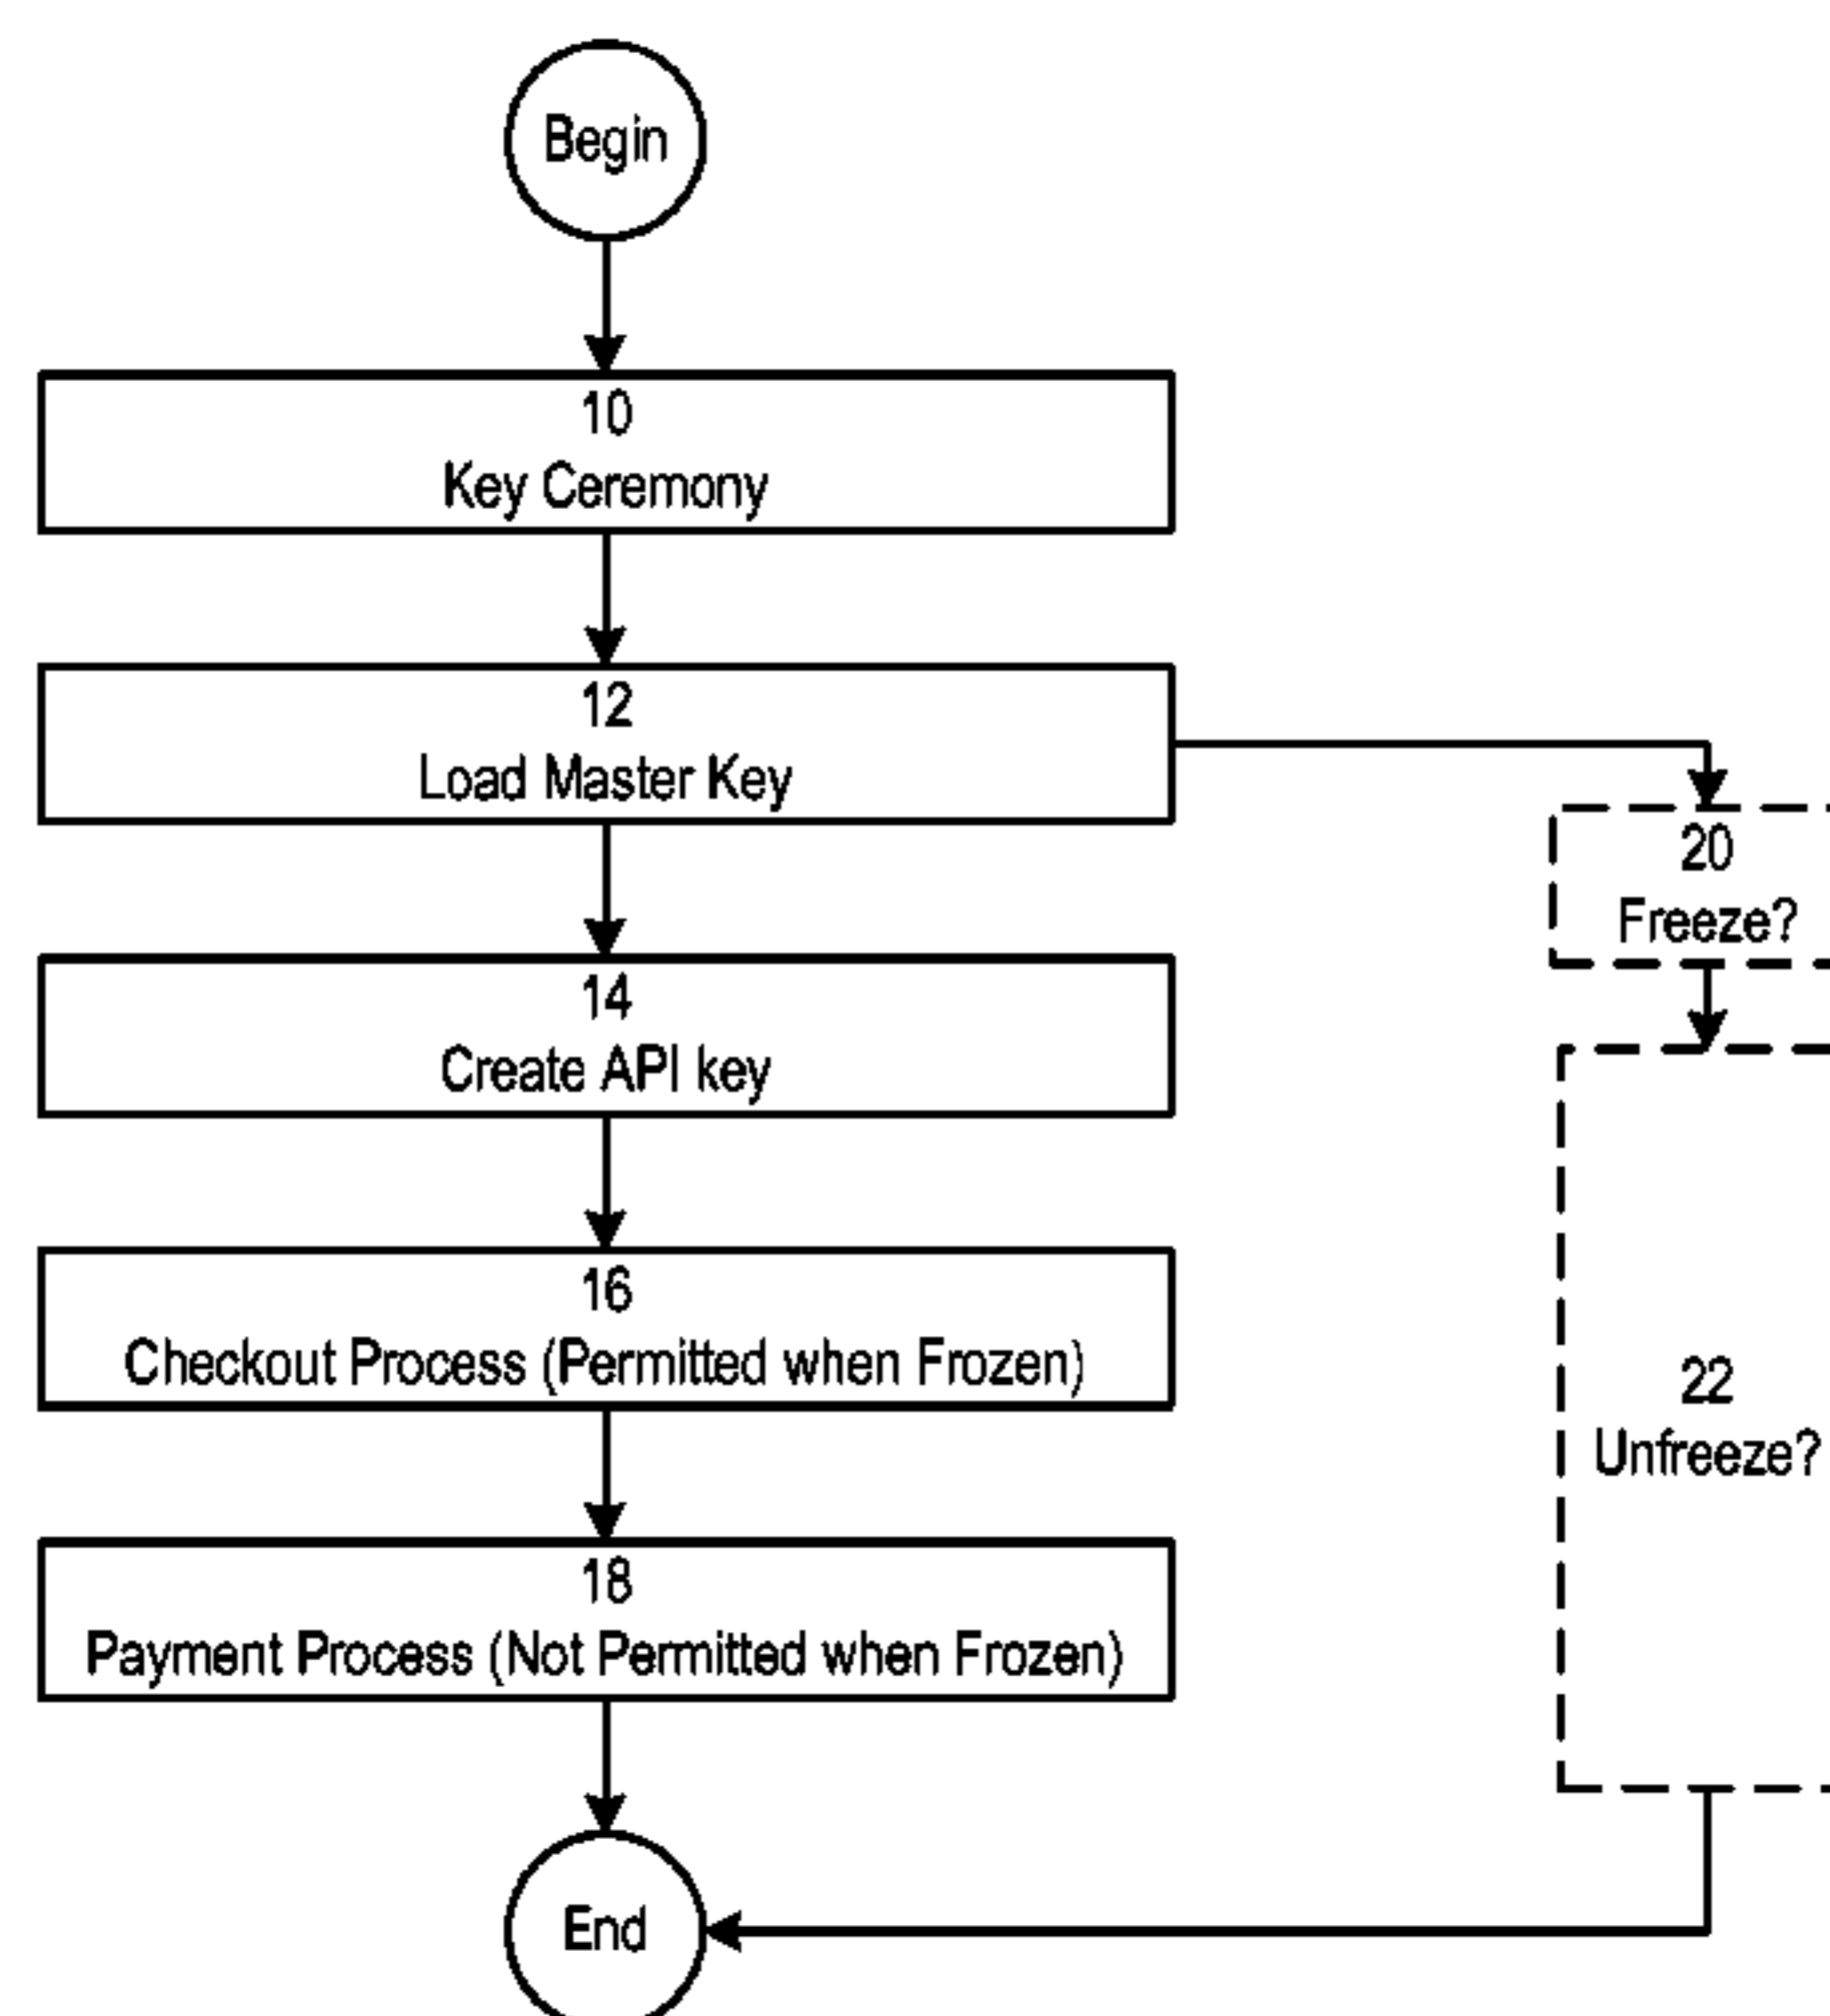 Begin
10
Key Ceremony
12
Load Master Key
20
Freeze?
14
Create API key
16
Checkout Process (Permitted when Frozen)
22
Unfreeze?
18
Payment Process (Not Permitted when Frozen)
End